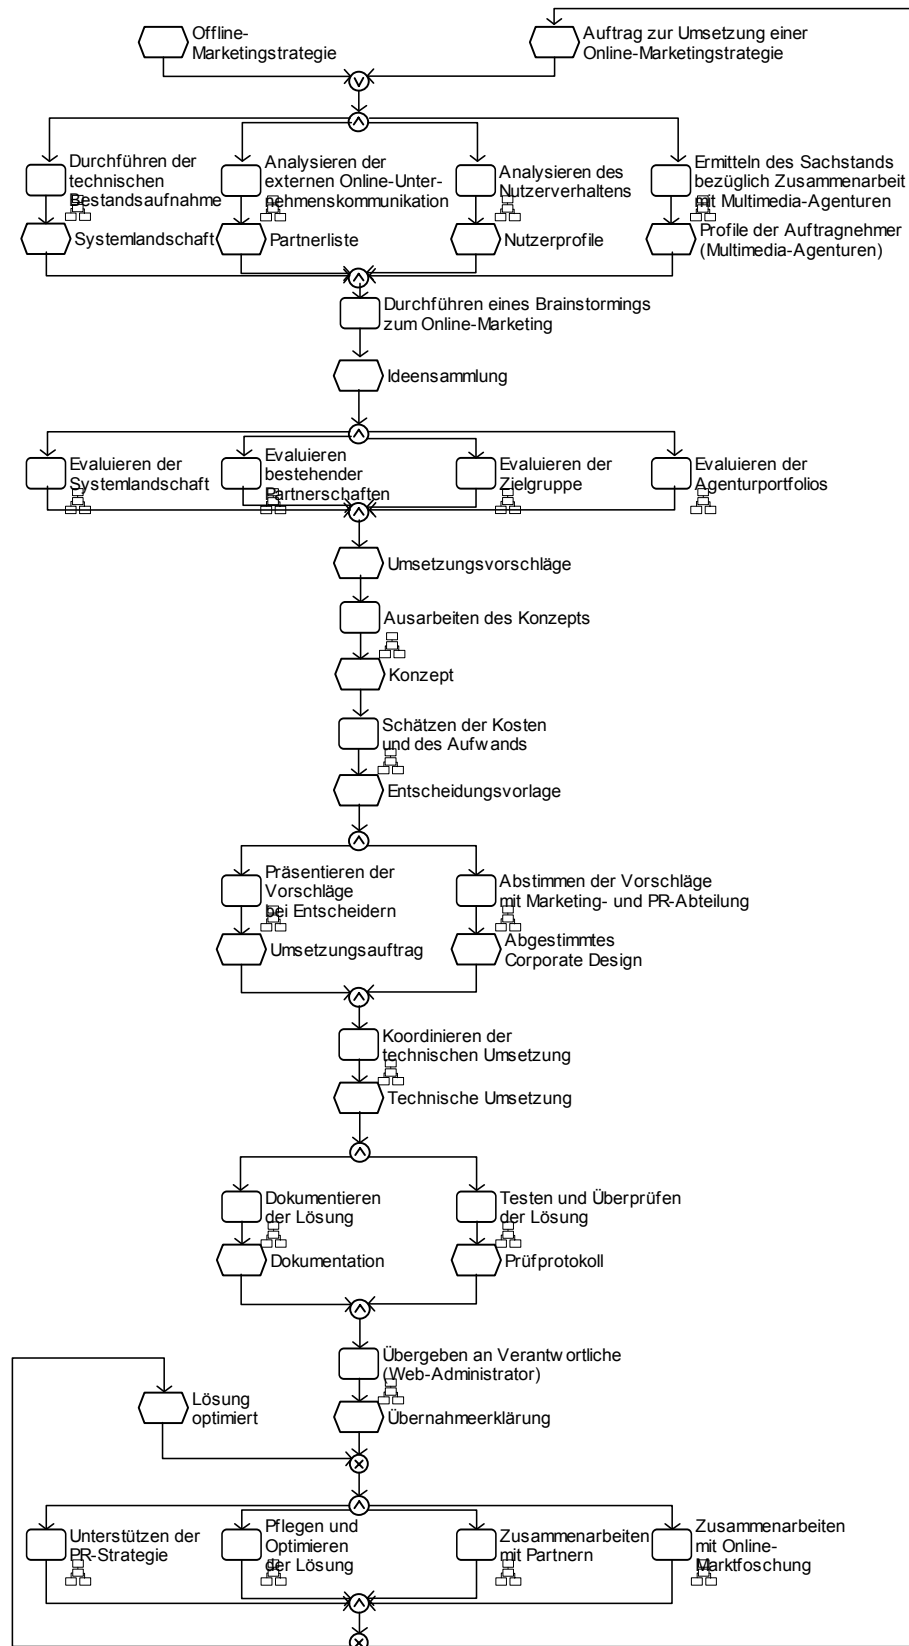 Offline-
Marketingstrategie
Auftrag zur Umsetzung einer
Online-Marketingstrategie
Durchführen der
technischen
Bestandsaufnahme
Analysieren der
externen Online-Unter-
nehmenskommunikation
Analysieren des
Nutzerverhaltens
Ermitteln des Sachstands
bezüglich Zusammenarbeit
mit Multimedia-Agenturen
Systemlandschaft
Partnerliste
Nutzerprofile
Profile der Auftragnehmer
(Multimedia-Agenturen)
Durchführen eines Brainstormings
zum Online-Marketing
Ideensammlung
Evaluieren der
Systemlandschaft
Evaluieren
bestehender
Partnerschaften
Evaluieren der
Zielgruppe
Evaluieren der
Agenturportfolios
Umsetzungsvorschläge
Ausarbeiten des Konzepts
Konzept
Schätzen der Kosten
und des Aufwands
Entscheidungsvorlage
Präsentieren der
Vorschläge
bei Entscheidern
Abstimmen der Vorschläge
mit Marketing- und PR-Abteilung
Umsetzungsauftrag
Abgestimmtes
Corporate Design
Koordinieren der
technischen Umsetzung
Technische Umsetzung
Dokumentieren
der Lösung
Testen und Überprüfen
der Lösung
Dokumentation
Prüfprotokoll
Übergeben an Verantwortliche
(Web-Administrator)
Lösung
optimiert
Übernahmeerklärung
Unterstützen der
PR-Strategie
Pflegen und
Optimieren
der Lösung
Zusammenarbeiten
mit Partnern
Zusammenarbeiten
mit Online-
Marktfoschung